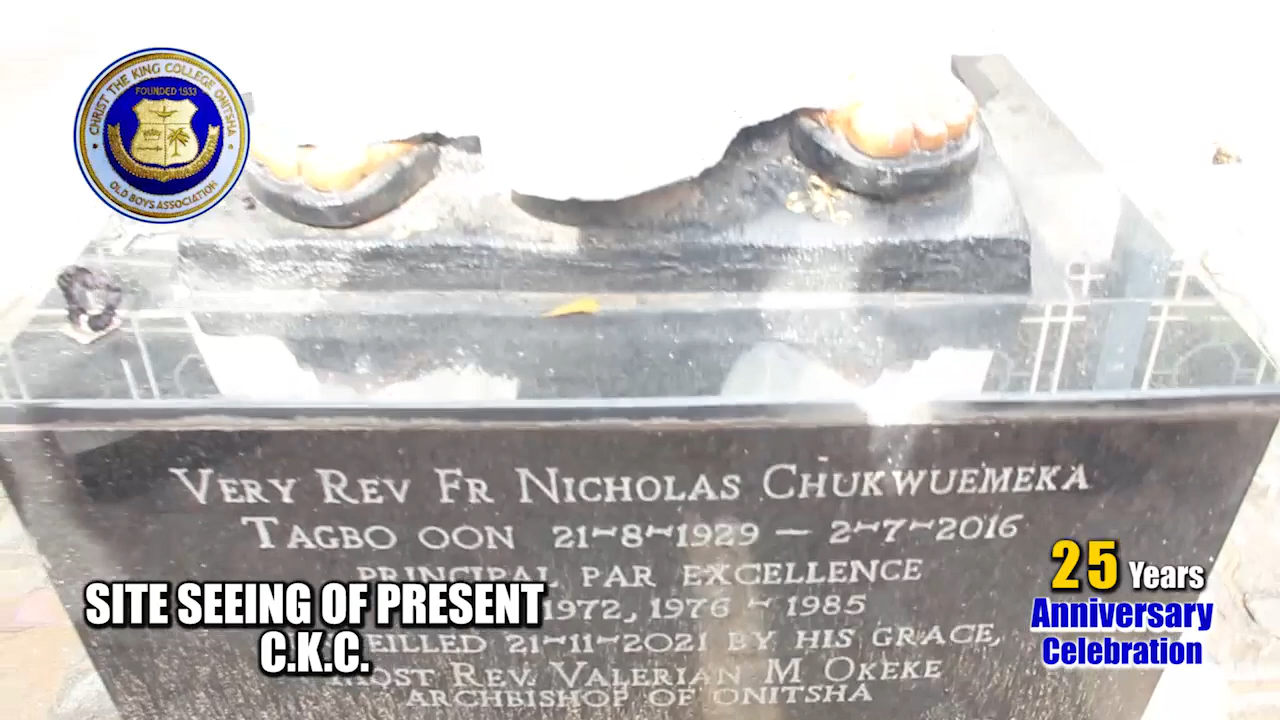 CHRIST THE KING COLLEGE ONITSHA
FOUNDED 1933
OLD BOYS ASSOCIATION
VERY REV FR NICHOLAS CHUKWUEMEKA
TAGBO OON 21-8-1929 - 2-7-2016
PRINCIPAL PAR EXCELLENCE
1972, 1976 - 1985
21-11-2021 BY HIS GRACE,
MOST REV. VALERIAN M OKEKE
ARCHBISHOP OF ONITSHA
SITE SEEING OF PRESENT
C.K.C.
25 Years
Anniversary
Celebration